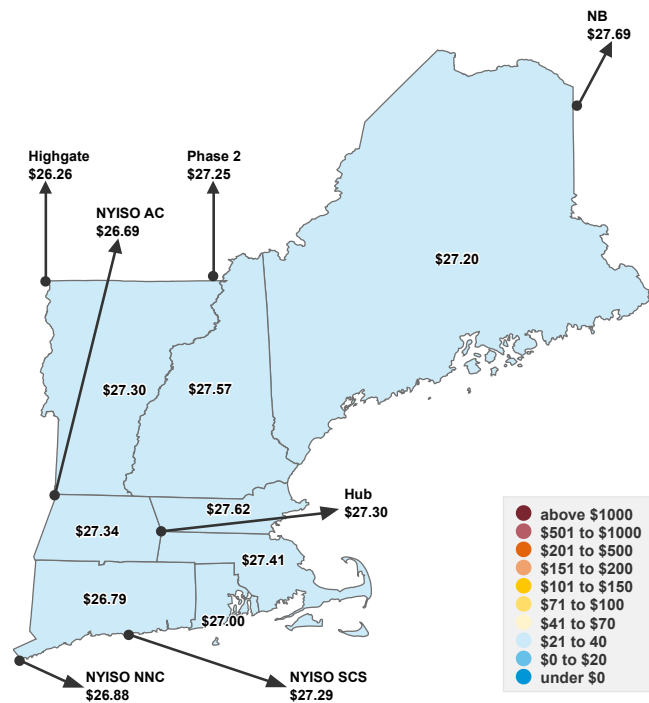 NB
$27.69
Highgate
$26.26
Phase 2
$27.25
NYISO AC
$26.69
$27.20
$27.30
$27.57
Hub
$27.30
$27.62
$27.34
$27.41
$26.79
$27.00
NYISO NNC
$26.88
NYISO SCS
$27.29
above $1000
$501 to $1000
$201 to $500
$151 to $200
$101 to $150
$71 to $100
$41 to $70
$21 to 40
$0 to $20
under $0